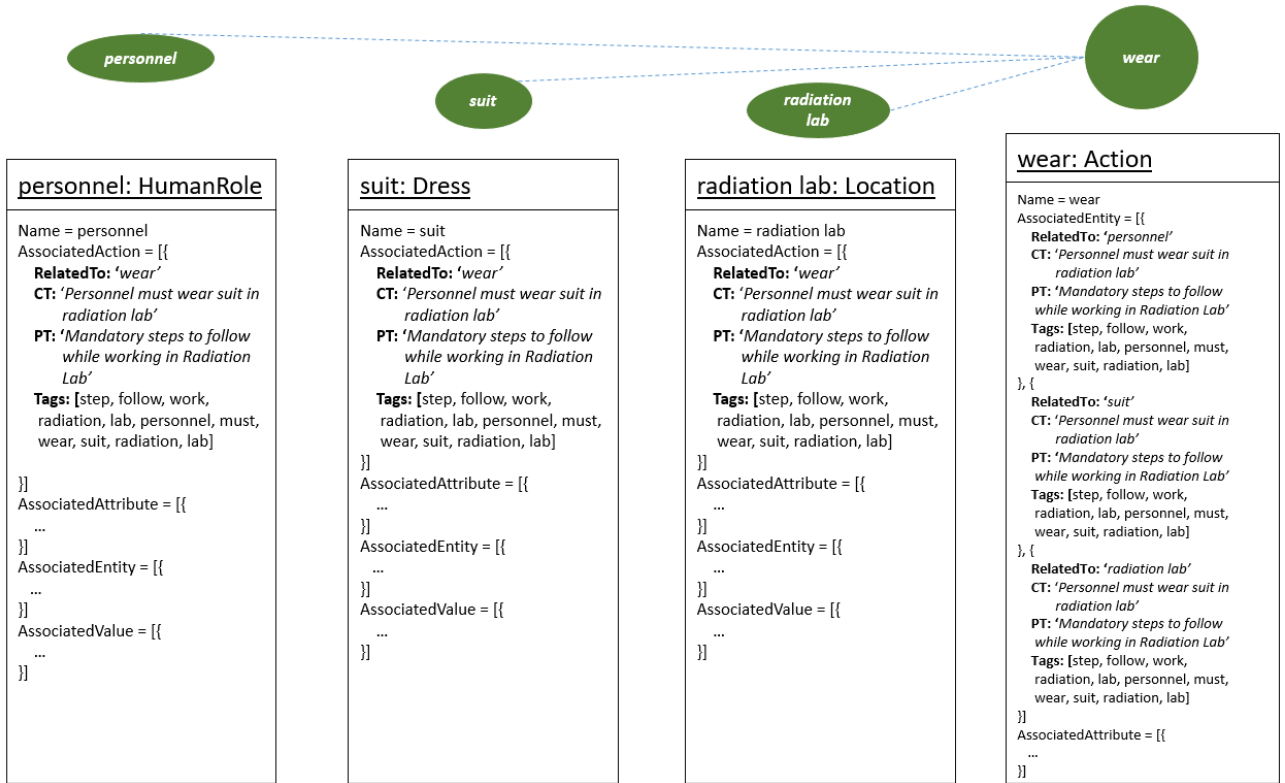 personnel
suit
radiation
lab
wear
personnel: HumanRole
Name = personnel
AssociatedAction = [{
RelatedTo: ‘wear’
CT: ‘Personnel must wear suit in
radiation lab’
PT: ‘Mandatory steps to follow
while working in Radiation
Lab’
Tags: [step, follow, work,
radiation, lab, personnel, must,
wear, suit, radiation, lab]
}]
AssociatedAttribute = [{
...
}]
AssociatedEntity = [{
...
}]
AssociatedValue = [{
...
}]
suit: Dress
Name = suit
AssociatedAction = [{
RelatedTo: ‘wear’
CT: ‘Personnel must wear suit in
radiation lab’
PT: ‘Mandatory steps to follow
while working in Radiation
Lab’
Tags: [step, follow, work,
radiation, lab, personnel, must,
wear, suit, radiation, lab]
}]
AssociatedAttribute = [{
...
}]
AssociatedEntity = [{
...
}]
AssociatedValue = [{
...
}]
radiation lab: Location
Name = radiation lab
AssociatedAction = [{
RelatedTo: ‘wear’
CT: ‘Personnel must wear suit in
radiation lab’
PT: ‘Mandatory steps to follow
while working in Radiation
Lab’
Tags: [step, follow, work,
radiation, lab, personnel, must,
wear, suit, radiation, lab]
}]
AssociatedAttribute = [{
...
}]
AssociatedEntity = [{
...
}]
AssociatedValue = [{
...
}]
wear: Action
Name = wear
AssociatedEntity = [{
RelatedTo: ‘personnel’
CT: ‘Personnel must wear suit in
radiation lab’
PT: ‘Mandatory steps to follow
while working in Radiation Lab’
Tags: [step, follow, work,
radiation, lab, personnel, must,
wear, suit, radiation, lab]
}, {
RelatedTo: ‘suit’
CT: ‘Personnel must wear suit in
radiation lab’
PT: ‘Mandatory steps to follow
while working in Radiation Lab’
Tags: [step, follow, work,
radiation, lab, personnel, must,
wear, suit, radiation, lab]
}, {
RelatedTo: ‘radiation lab’
CT: ‘Personnel must wear suit in
radiation lab’
PT: ‘Mandatory steps to follow
while working in Radiation Lab’
Tags: [step, follow, work,
radiation, lab, personnel, must,
wear, suit, radiation, lab]
}]
AssociatedAttribute = [{
...
}]